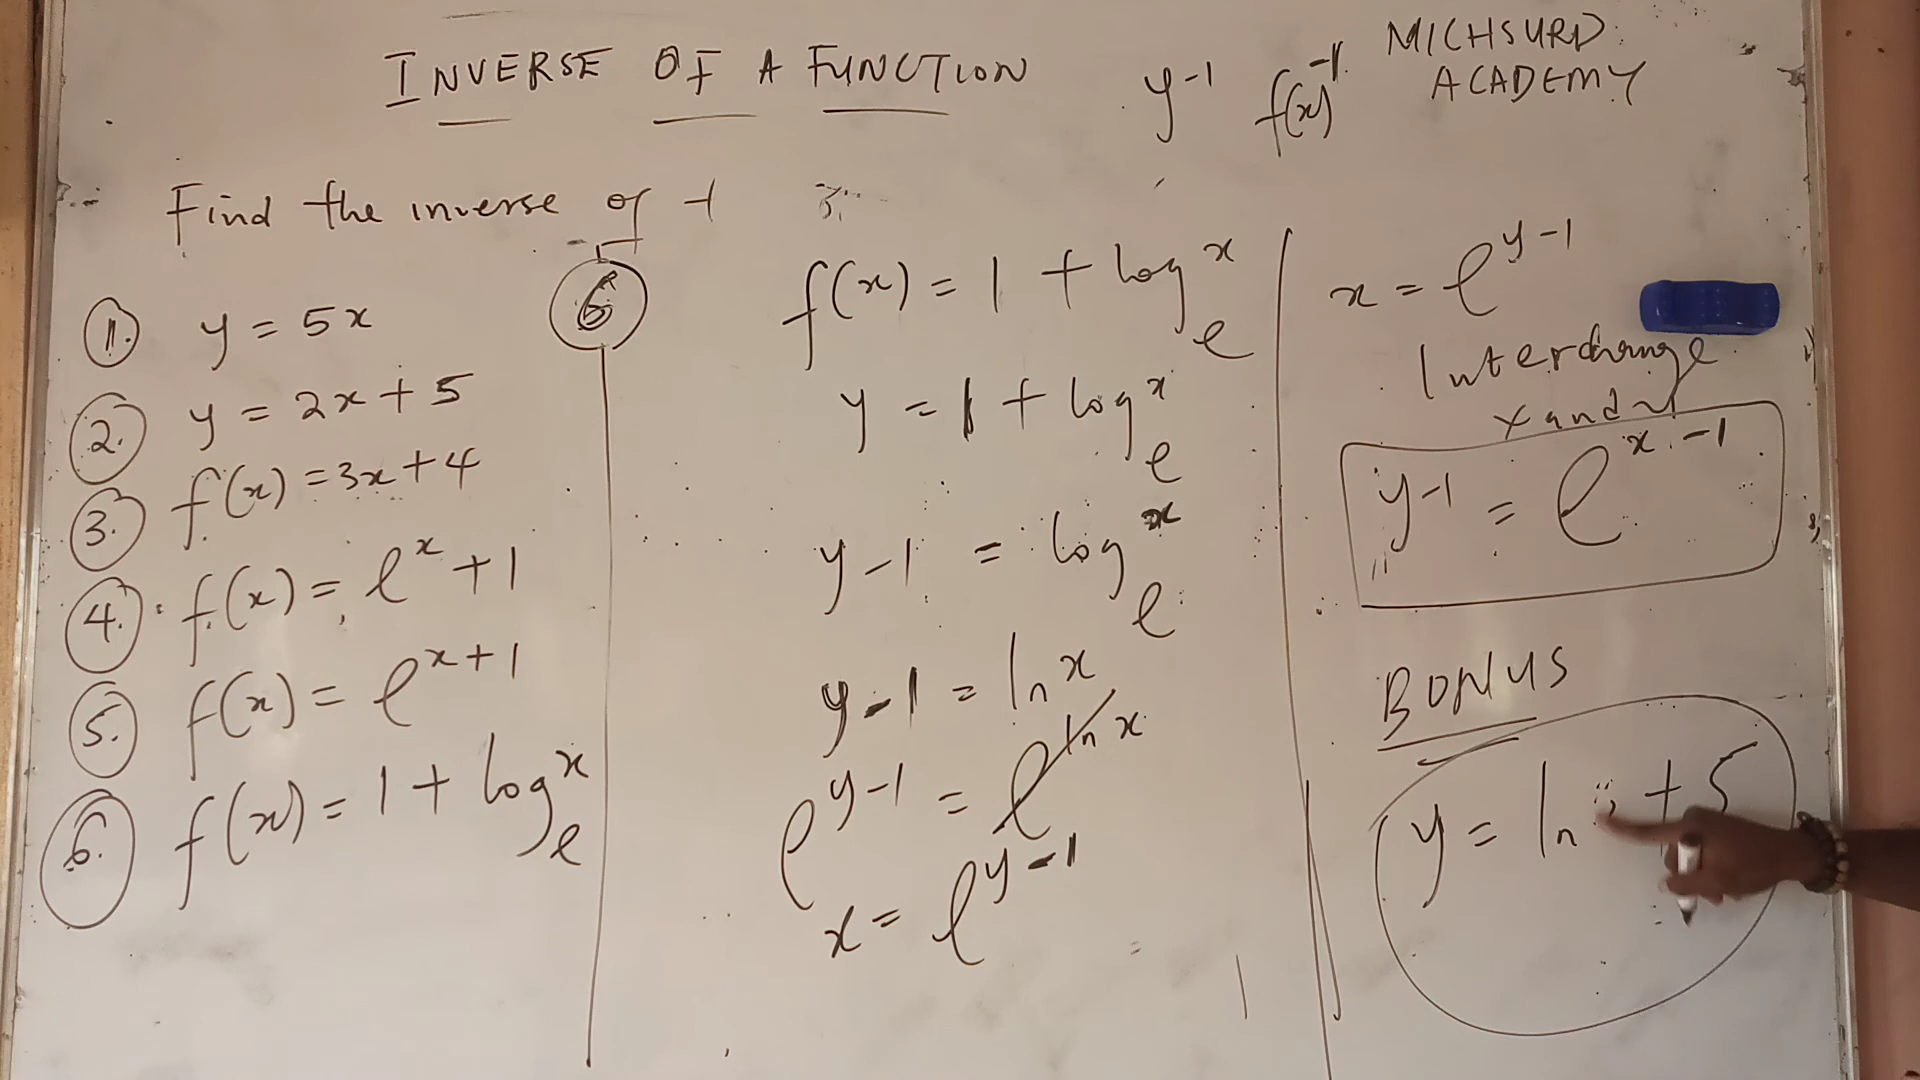 INVERSE OF A FUNCTION
y⁻¹ f(x)⁻¹
MICHSURD
ACADEMY
Find the inverse of
1. y = 5x
2. y = 2x + 5
3. f(x) = 3x + 4
4. f(x) = e^x + 1
5. f(x) = e^(x+1)
6. f(x) = 1 + log_e^x
6
f(x) = 1 + log_e^x
y = 1 + log_e^x
y - 1 = log_e^x
y - 1 = ln^x
e^(y-1) = e^(ln x)
x = e^(y-1)
x = e^(y-1)
Interchange
x and y
y⁻¹ = e^(x-1)
BONUS
y = ln + 5